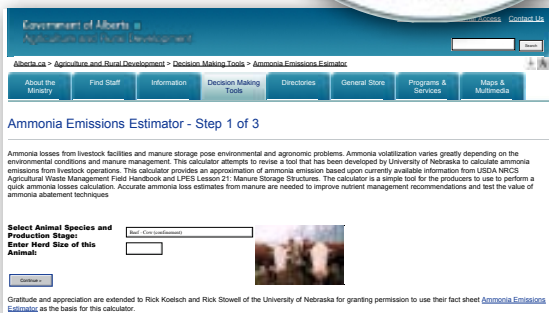 Government of Alberta
Agriculture and Rural Development
Access Contact Us
Search
Alberta.ca > Agriculture and Rural Development > Decision Making Tools > Ammonia Emissions Esimator
About the Ministry
Find Staff
Information
Decision Making Tools
Directories
General Store
Programs & Services
Maps & Multimedia
Ammonia Emissions Estimator - Step 1 of 3
Ammonia losses from livestock facilities and manure storage pose environmental and agronomic problems. Ammonia volatilization varies greatly depending on the
environmental conditions and manure management. This calculator attempts to revise a tool that has been developed by University of Nebraska to calculate ammonia
emissions from livestock operations. This calculator provides an approximation of ammonia emission based upon currently available information from USDA NRCS
Agricultural Waste Management Field Handbook and LPES Lesson 21: Manure Storage Structures. The calculator is a simple tool for the producers to use to perform a
quick ammonia losses calculation. Accurate ammonia loss estimates from manure are needed to improve nutrient management recommendations and test the value of
ammonia abatement techniques
Select Animal Species and
Production Stage:
Beef - Cow (confinement)
Enter Herd Size of this
Animal:
Continue »
Gratitude and appreciation are extended to Rick Koelsch and Rick Stowell of the University of Nebraska for granting permission to use their fact sheet Ammonia Emissions
Estimator as the basis for this calculator.